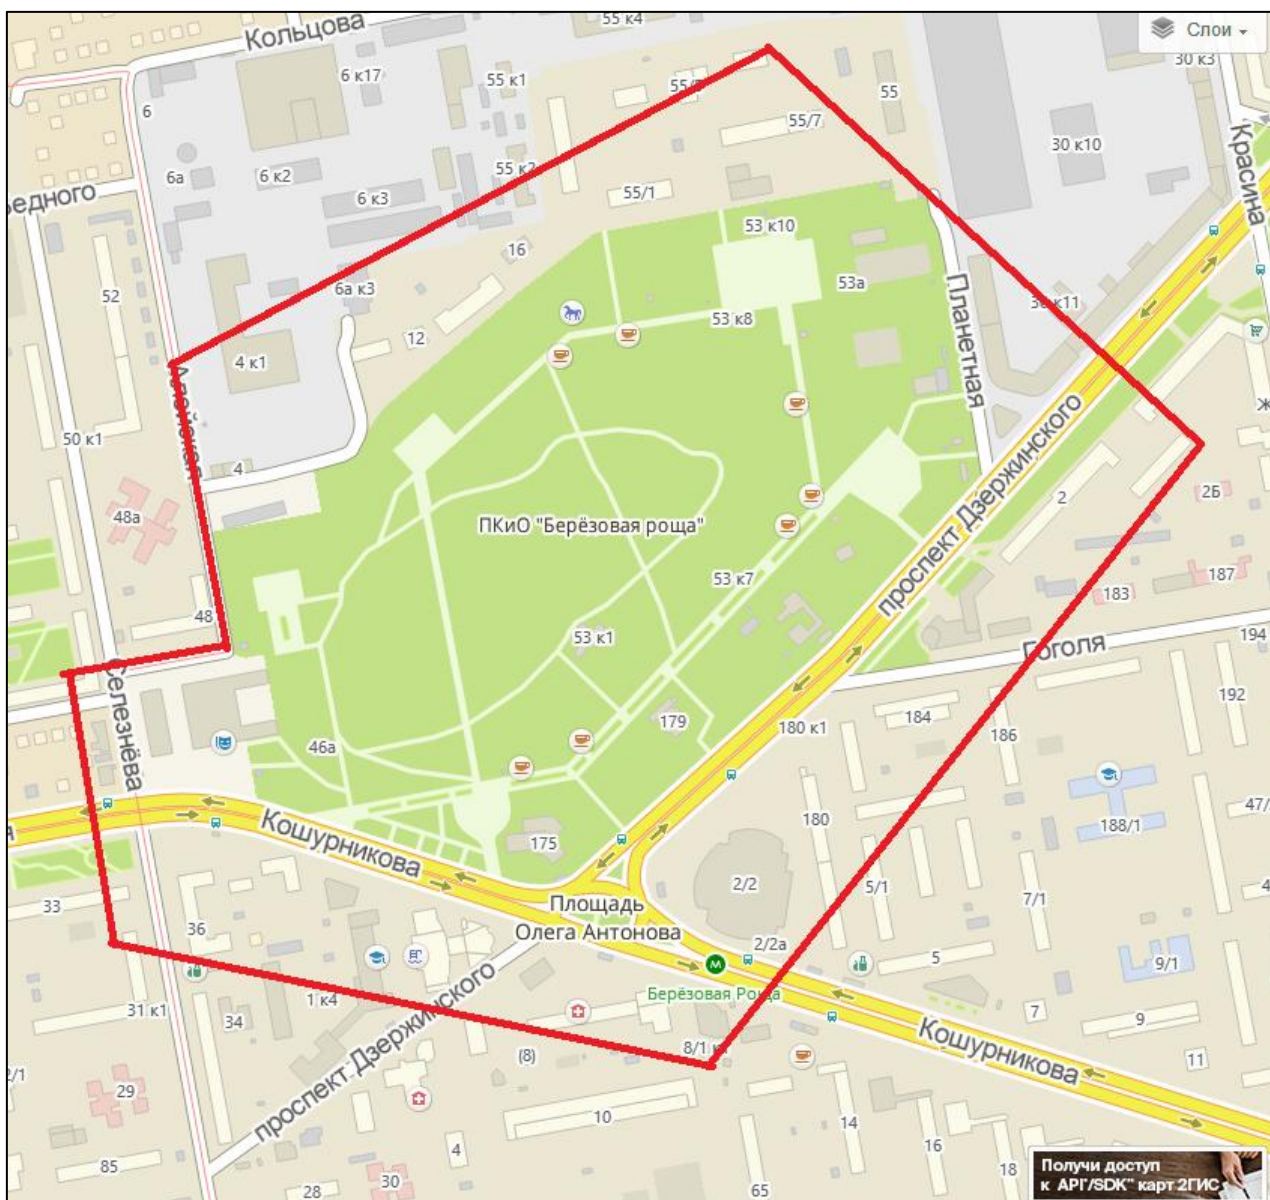 Кольцова
55 к4
Слои
30 к3
6 к17
55 к1
55
6
55/7
30 к10
Красина
6а
6 к2
55 к2
6 к3
55/1
53 к10
16
52
6а к3
53а
Планетная
12
53 к8
4 к1
Алейская
50 к1
4
48а
ПКиО "Берёзовая роща"
проспект Дзержинского
2
2Б
53 к7
183
187
48
53 к1
Гоголя
194
Селезнёва
192
46а
179
180 к1
184
186
Кошурникова
175
180
188/1
2/2
5/1
7/1
33
36
Площадь
Олега Антонова
2/2а
5
9/1
Берёзовая Роща
31 к1
34
1 к4
проспект Дзержинского
(8)
8/1
7
9
Кошурникова
11
29
10
14
16
18
4
85
28
30
65
Получи доступ
к API/SDK" карт 2ГИС